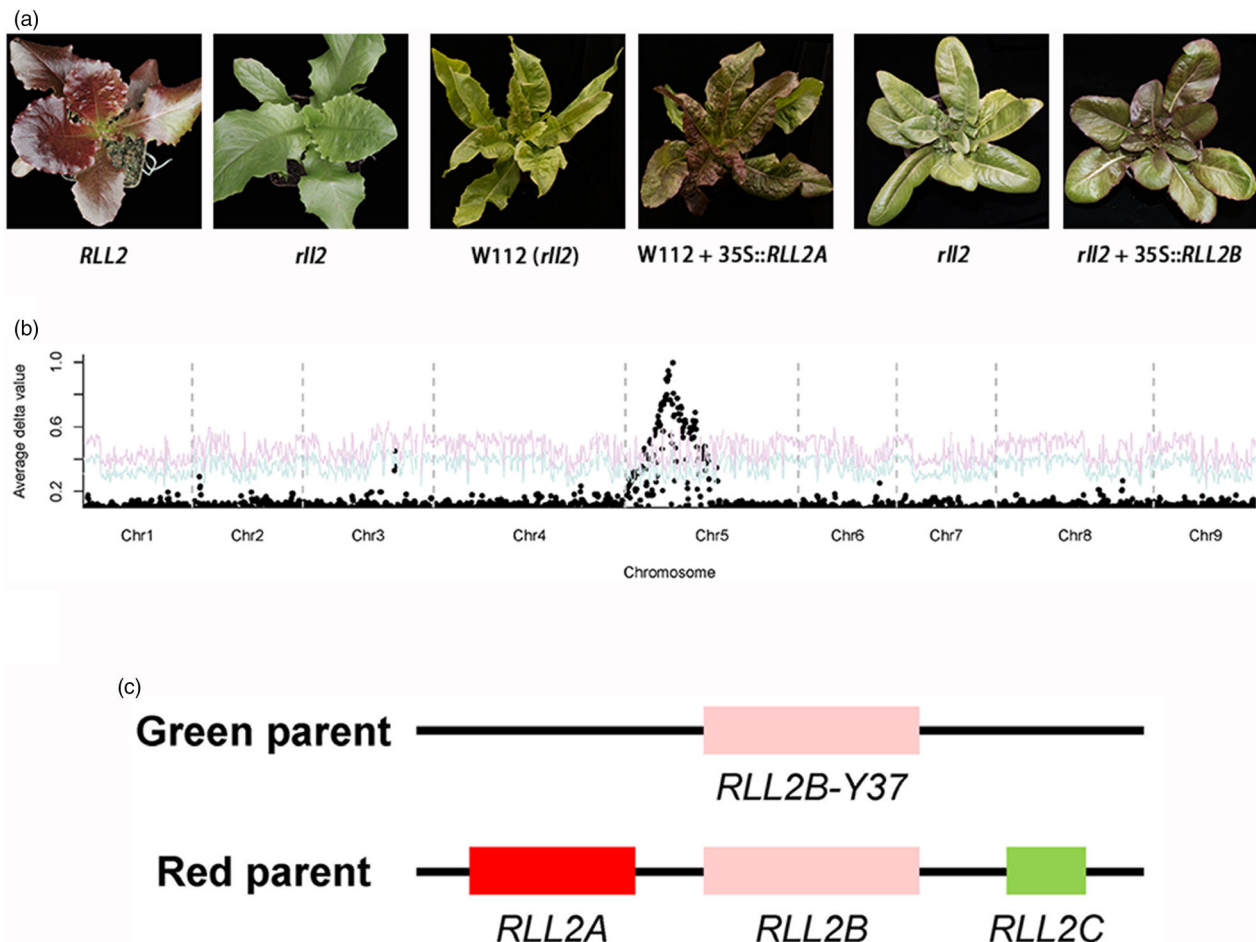 (a)
RLL2
rll2
W112 (rll2)
W112 + 35S::RLL2A
rll2
rll2 + 35S::RLL2B
(b)
Average delta value
1.0
0.6
0.2
Chr1 Chr2 Chr3 Chr4 Chr5 Chr6 Chr7 Chr8 Chr9
Chromosome
(c)
Green parent
RLL2B-Y37
Red parent
RLL2A RLL2B RLL2C